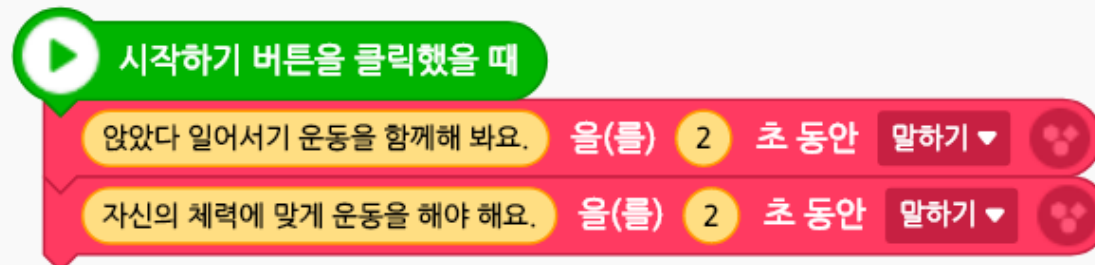 시작하기 버튼을 클릭했을 때
앉았다 일어서기 운동을 함께해 봐요. 을(를) 2 초 동안 말하기
자신의 체력에 맞게 운동을 해야 해요. 을(를) 2 초 동안 말하기